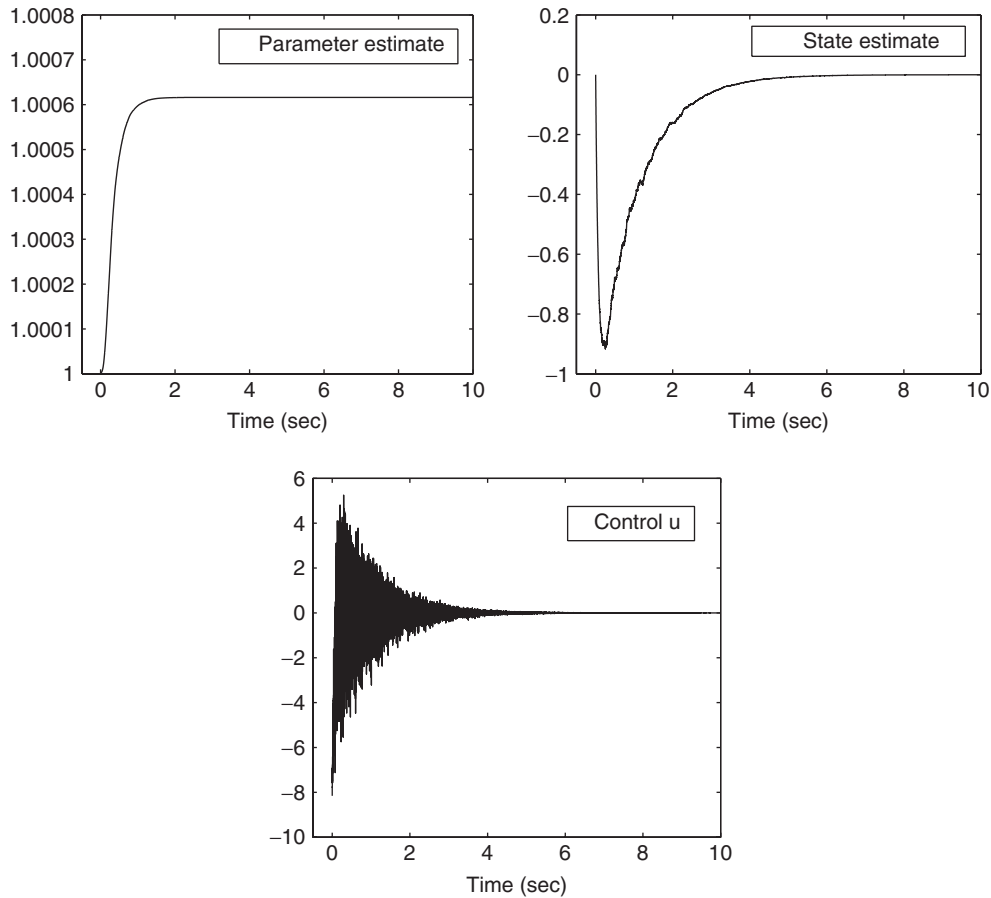 1.0008
1.0007
1.0006
1.0005
1.0004
1.0003
1.0002
1.0001
1
Parameter estimate
0 2 4 6 8 10
Time (sec)
0.2
0
−0.2
−0.4
−0.6
−0.8
−1
State estimate
0 2 4 6 8 10
Time (sec)
6
4
2
0
−2
−4
−6
−8
−10
Control u
0 2 4 6 8 10
Time (sec)